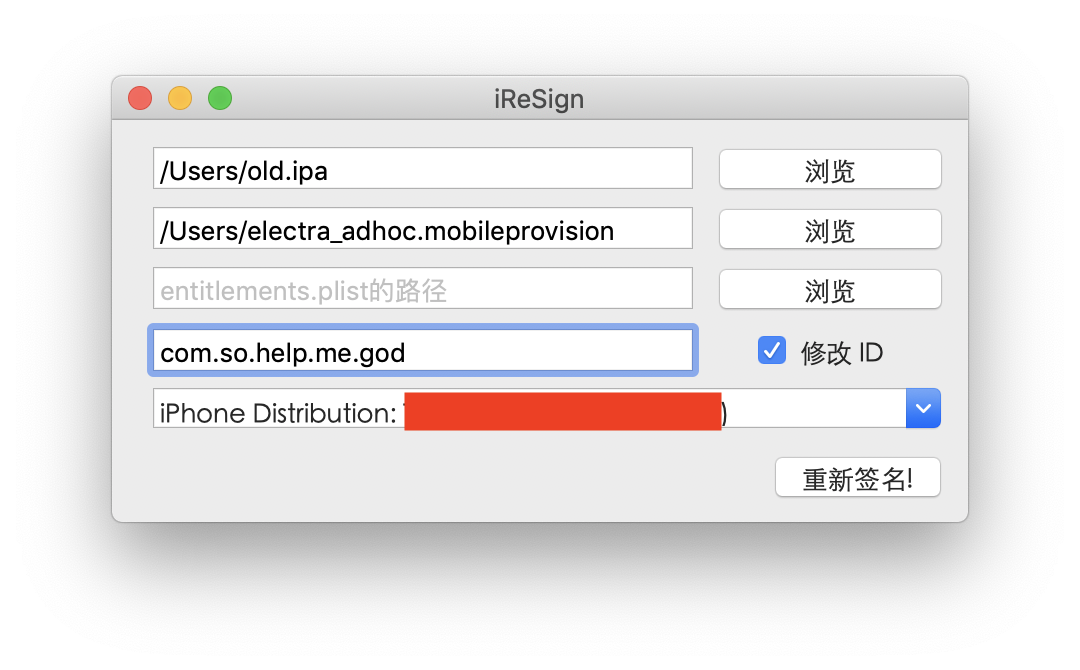 iReSign
/Users/old.ipa 浏览
/Users/electra_adhoc.mobileprovision 浏览
entitlements.plist的路径 浏览
com.so.help.me.god 修改 ID
iPhone Distribution: )
重新签名!